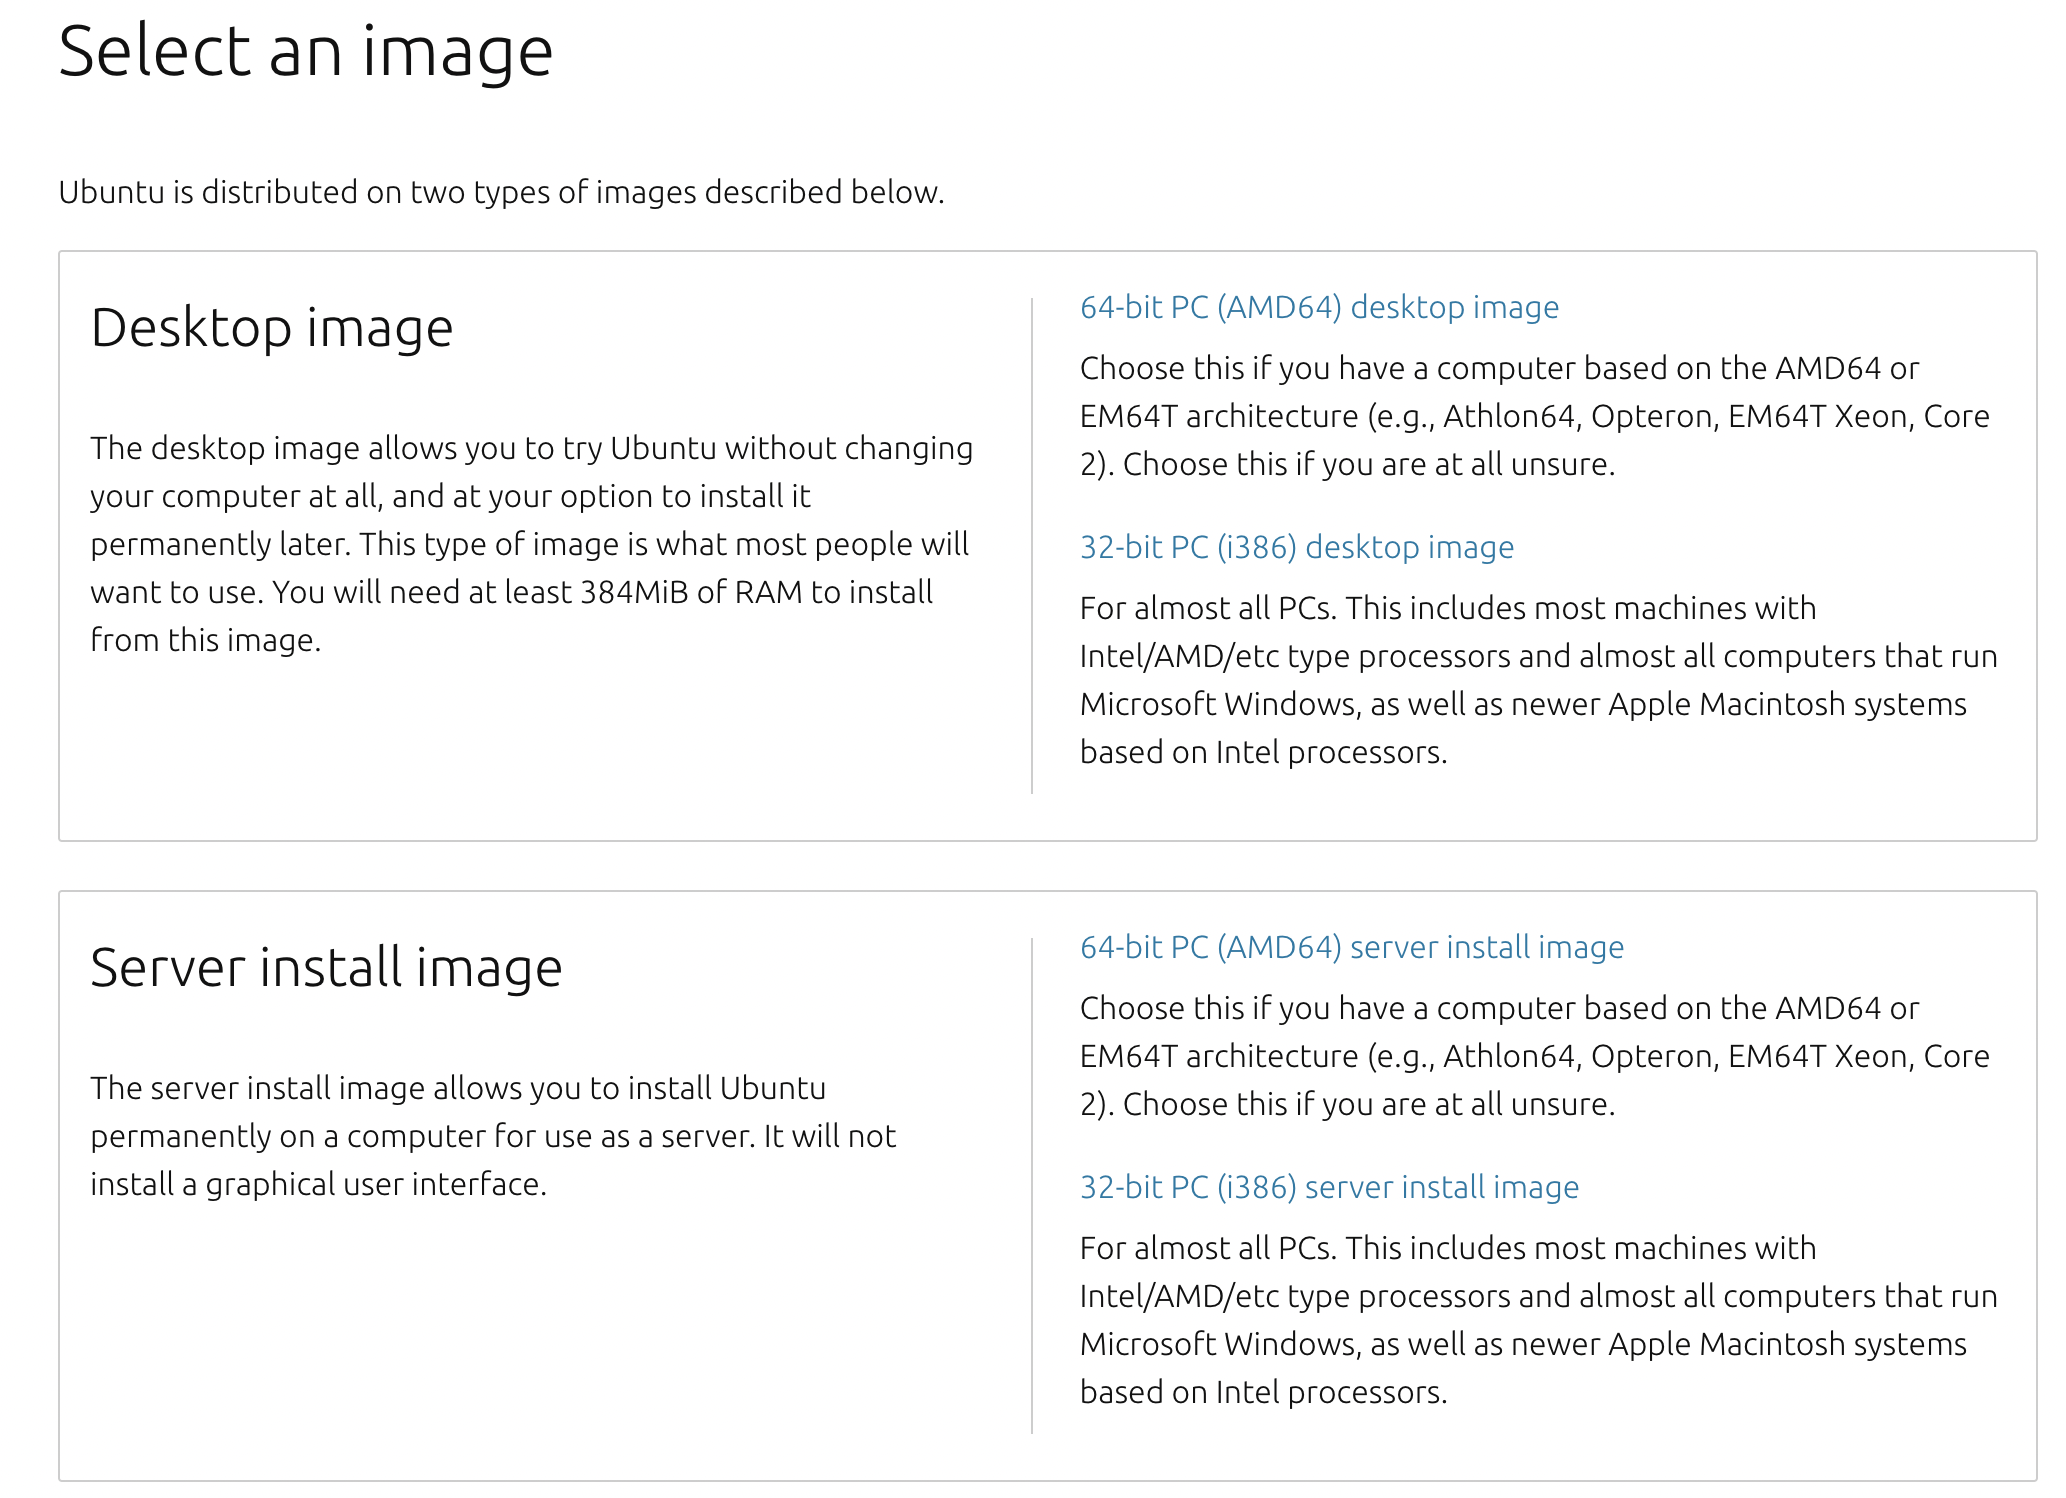 Select an image
Ubuntu is distributed on two types of images described below.
Desktop image
The desktop image allows you to try Ubuntu without changing
your computer at all, and at your option to install it
permanently later. This type of image is what most people will
want to use. You will need at least 384MiB of RAM to install
from this image.
64-bit PC (AMD64) desktop image
Choose this if you have a computer based on the AMD64 or
EM64T architecture (e.g., Athlon64, Opteron, EM64T Xeon, Core
2). Choose this if you are at all unsure.
32-bit PC (i386) desktop image
For almost all PCs. This includes most machines with
Intel/AMD/etc type processors and almost all computers that run
Microsoft Windows, as well as newer Apple Macintosh systems
based on Intel processors.
Server install image
The server install image allows you to install Ubuntu
permanently on a computer for use as a server. It will not
install a graphical user interface.
64-bit PC (AMD64) server install image
Choose this if you have a computer based on the AMD64 or
EM64T architecture (e.g., Athlon64, Opteron, EM64T Xeon, Core
2). Choose this if you are at all unsure.
32-bit PC (i386) server install image
For almost all PCs. This includes most machines with
Intel/AMD/etc type processors and almost all computers that run
Microsoft Windows, as well as newer Apple Macintosh systems
based on Intel processors.